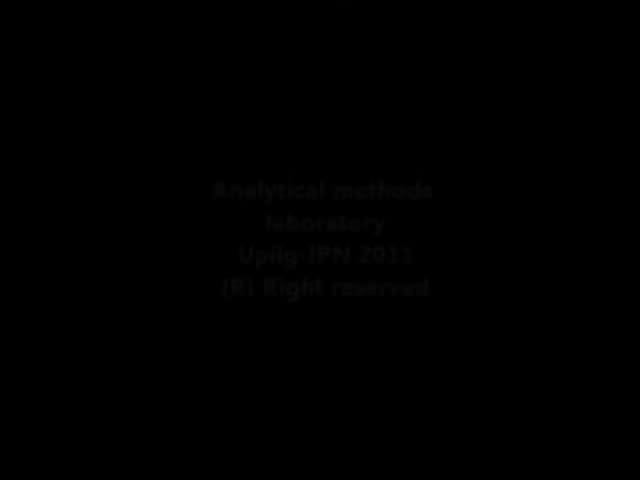 Analytical methods
laboratory
Upiig-IPN 2011
(R) Right reserved